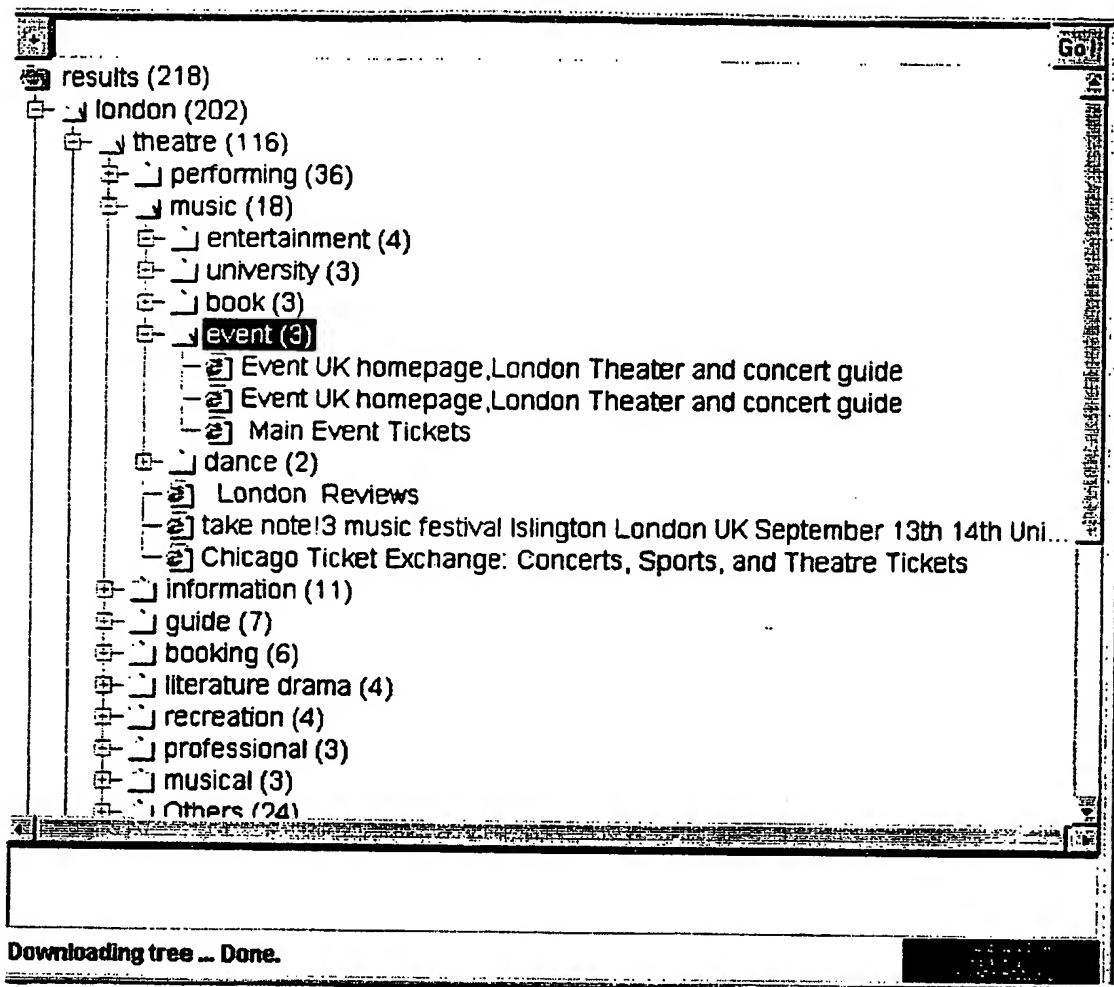 Go!
results (218)
london (202)
theatre (116)
performing (36)
music (18)
entertainment (4)
university (3)
book (3)
event (3)
Event UK homepage,London Theater and concert guide
Event UK homepage,London Theater and concert guide
Main Event Tickets
dance (2)
London Reviews
take note!3 music festival Islington London UK September 13th 14th Uni...
Chicago Ticket Exchange: Concerts, Sports, and Theatre Tickets
information (11)
guide (7)
booking (6)
literature drama (4)
recreation (4)
professional (3)
musical (3)
Others (24)
Downloading tree ... Done.